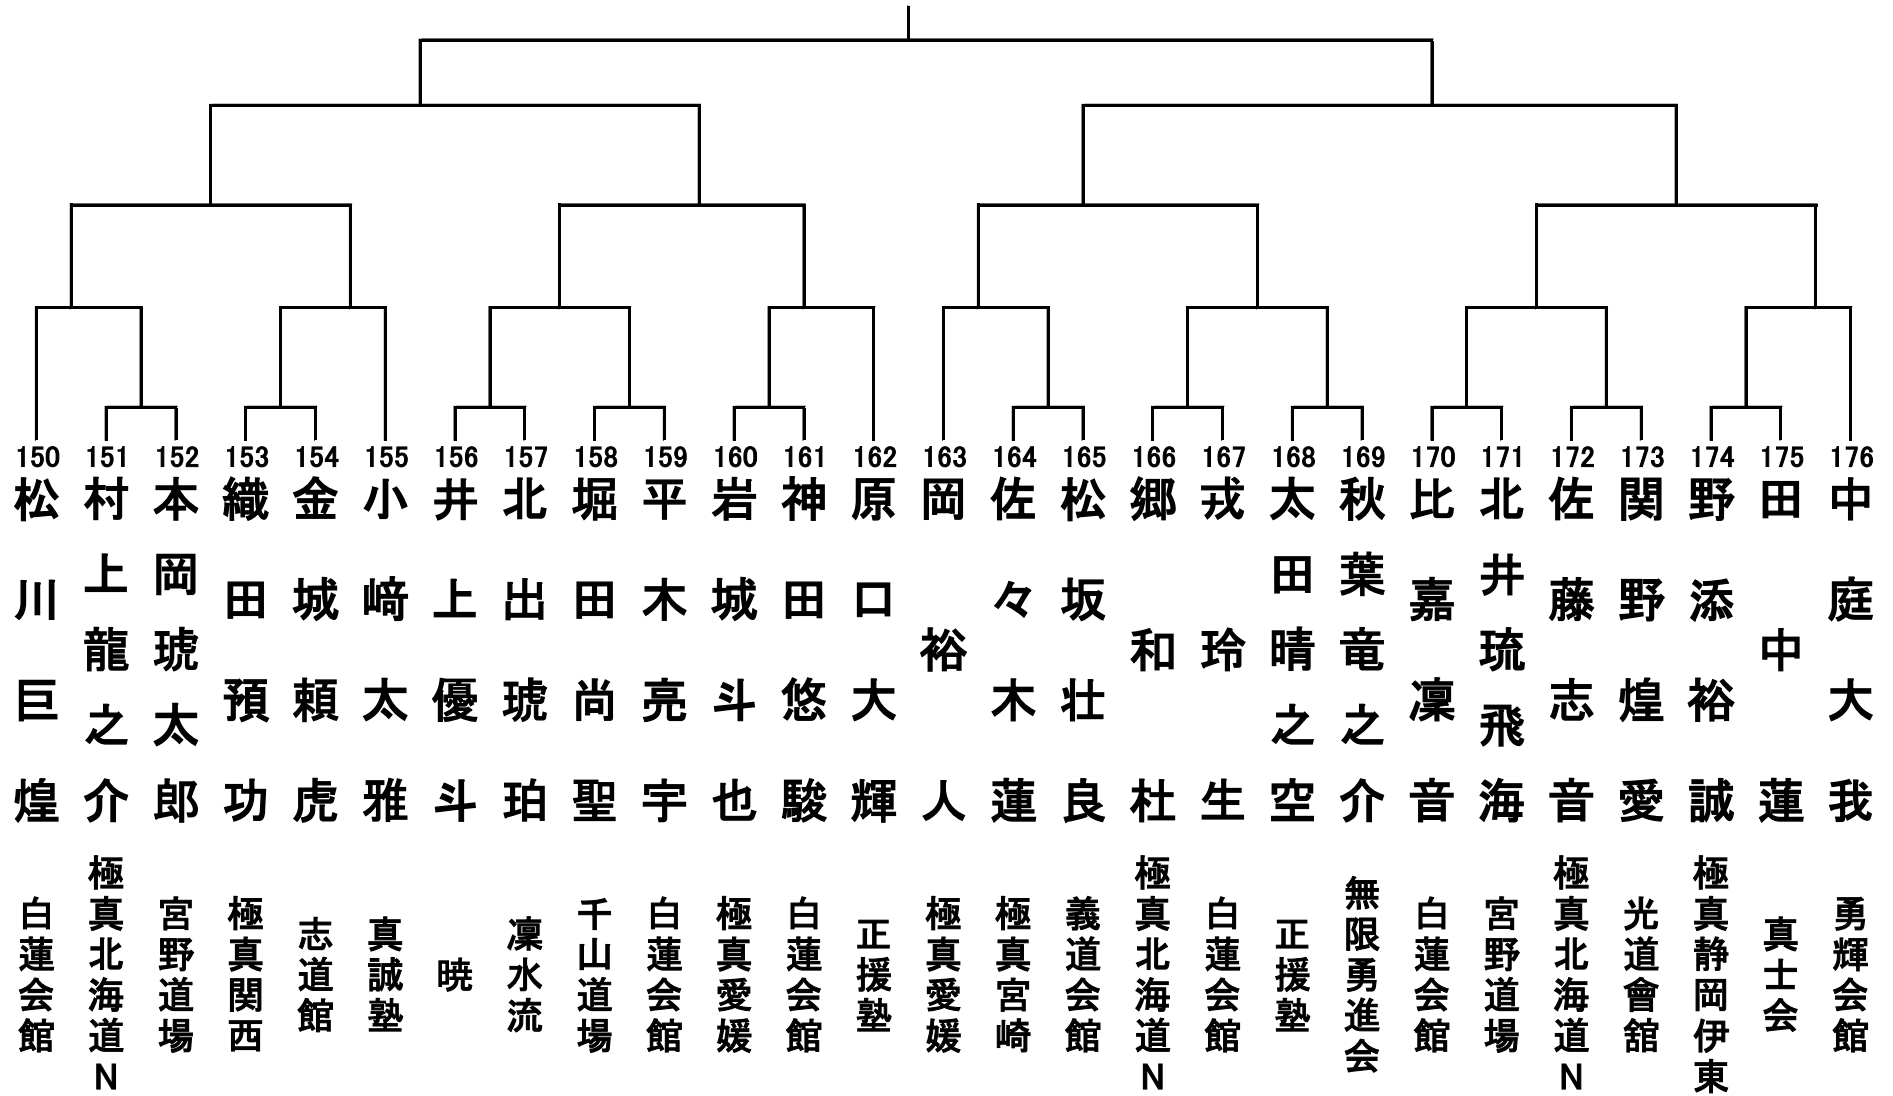 150 松川巨煌 白蓮会館
151 村上龍之介 極真北海道N
152 本岡琥太郎 宮野道場
153 織田預功 極真関西
154 金城頼虎 志道館
155 小﨑太雅 真誠塾
156 井上優斗 暁
157 北出琥珀 凜水流
158 堀田尚聖 千山道場
159 平木亮宇 白蓮会館
160 岩城斗也 極真愛媛
161 神田悠駿 白蓮会館
162 原口大輝 正援塾
163 岡裕人 極真愛媛
164 佐々木蓮 極真宮崎
165 松坂壮良 義道会館
166 郷和杜 極真北海道N
167 戎玲生 白蓮会館
168 太田晴之空 正援塾
169 秋葉竜之介 無限勇進会
170 比嘉凜音 白蓮会館
171 北井琉飛海 宮野道場
172 佐藤志音 極真北海道N
173 関野煌愛 光道會舘
174 野添裕誠 極真静岡伊東
175 田中蓮 真士会
176 中庭大我 勇輝会館